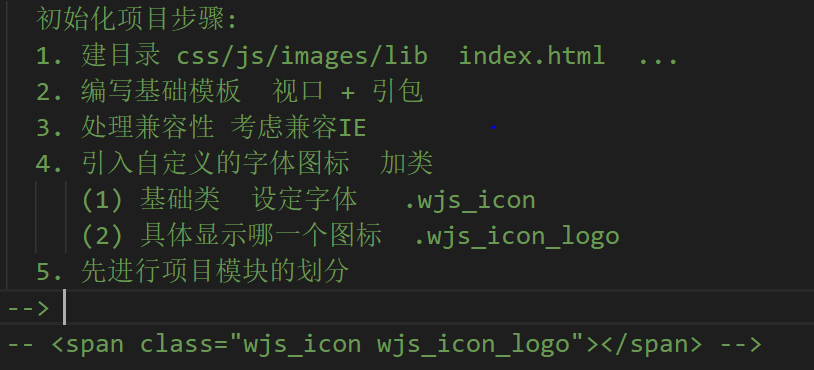 初始化项目步骤:
1. 建目录 css/js/images/lib  index.html  ...
2. 编写基础模板  视口 + 引包
3. 处理兼容性 考虑兼容IE
4. 引入自定义的字体图标  加类
(1) 基础类  设定字体   .wjs_icon
(2) 具体显示哪一个图标  .wjs_icon_logo
5. 先进行项目模块的划分
-->
-- <span class="wjs_icon wjs_icon_logo"></span> -->